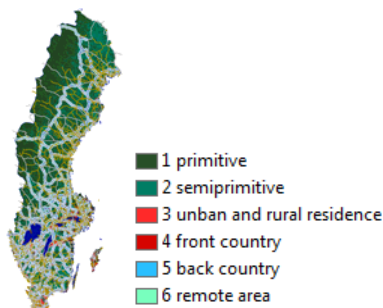 1 primitive
2 semiprimitive
3 unban and rural residence
4 front country
5 back country
6 remote area